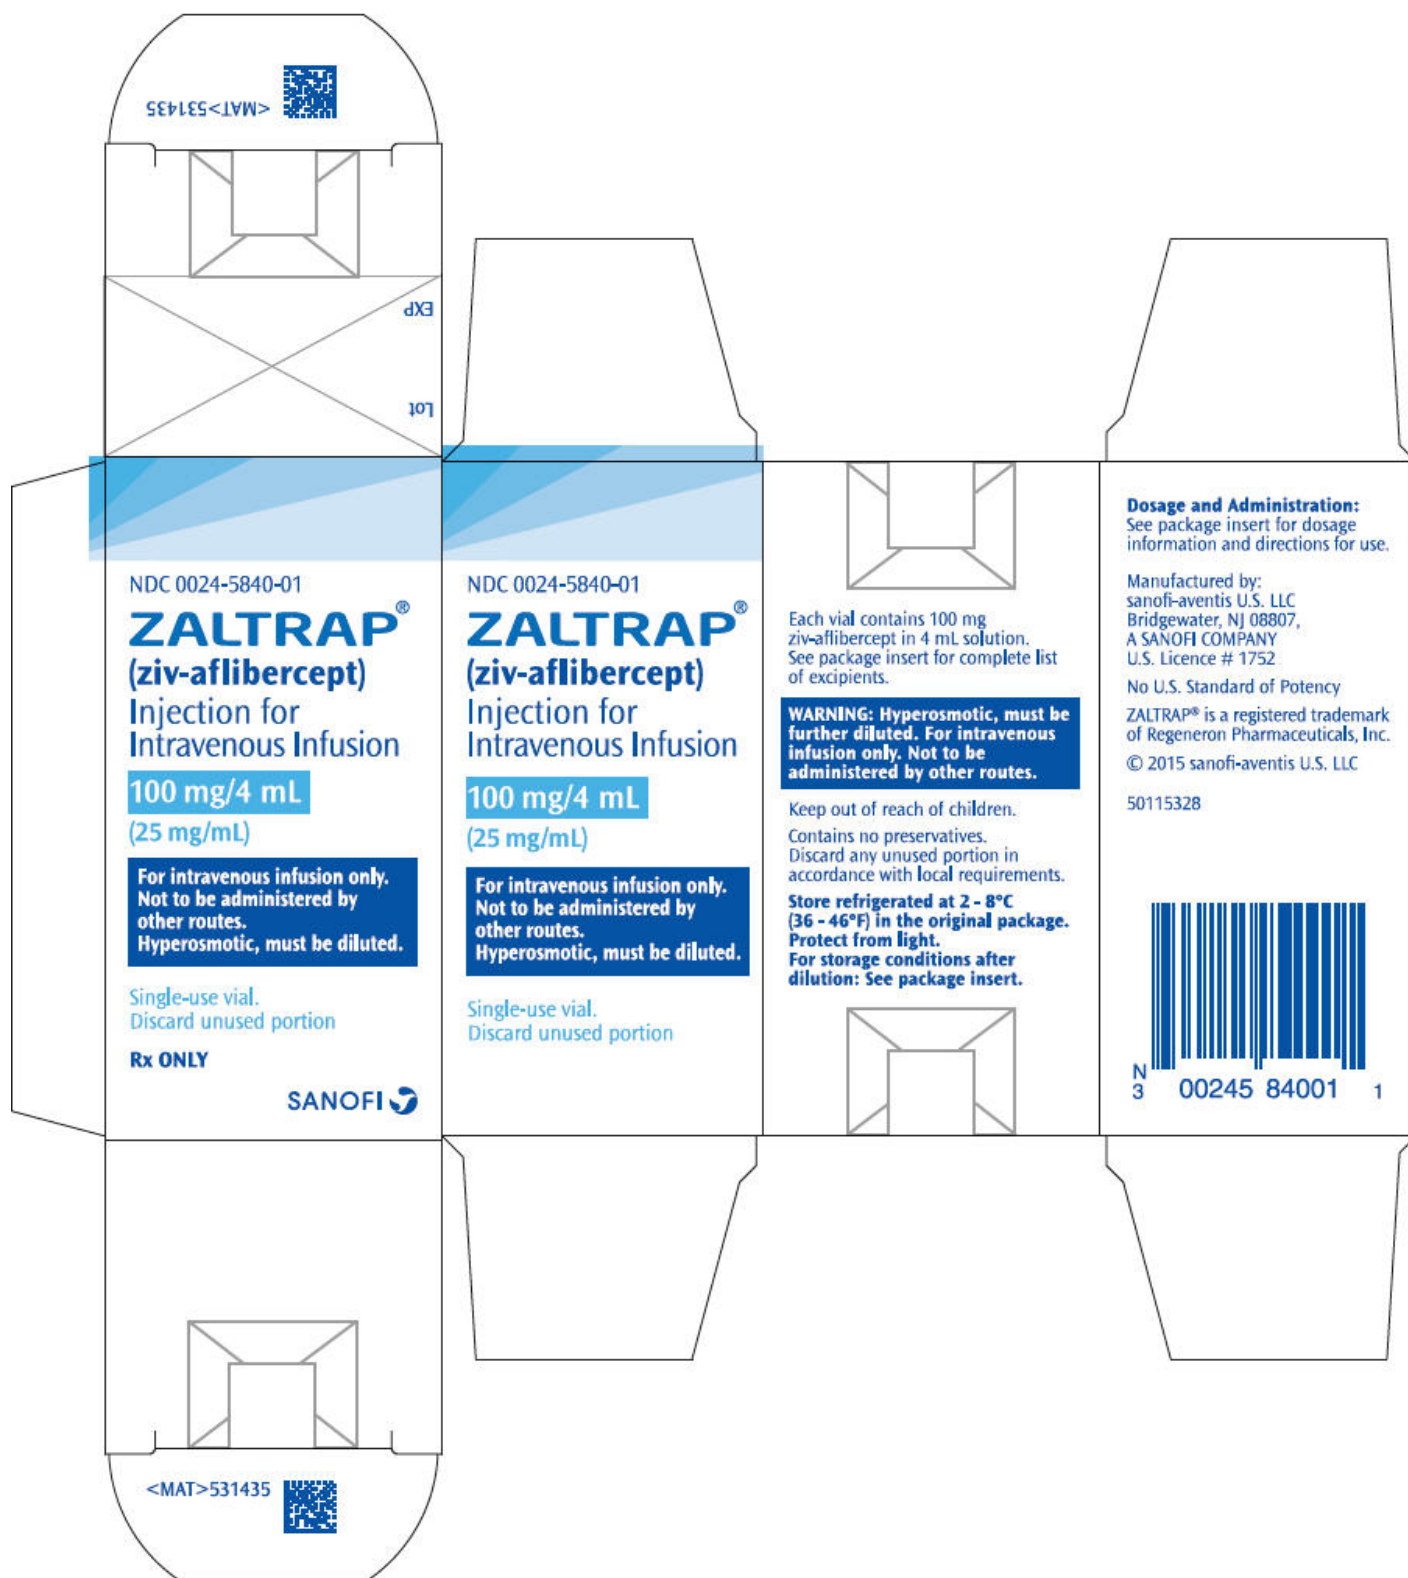 <MAT>531435
EXP
Lot
NDC 0024-5840-01
ZALTRAP®
(ziv-aflibercept)
Injection for
Intravenous Infusion
100 mg/4 mL
(25 mg/mL)
For intravenous infusion only.
Not to be administered by
other routes.
Hyperosmotic, must be diluted.
Single-use vial.
Discard unused portion
Rx ONLY
SANOFI
NDC 0024-5840-01
ZALTRAP®
(ziv-aflibercept)
Injection for
Intravenous Infusion
100 mg/4 mL
(25 mg/mL)
For intravenous infusion only.
Not to be administered by
other routes.
Hyperosmotic, must be diluted.
Single-use vial.
Discard unused portion
Each vial contains 100 mg
ziv-aflibercept in 4 mL solution.
See package insert for complete list
of excipients.
WARNING: Hyperosmotic, must be
further diluted. For intravenous
infusion only. Not to be
administered by other routes.
Keep out of reach of children.
Contains no preservatives.
Discard any unused portion in
accordance with local requirements.
Store refrigerated at 2 - 8°C
(36 - 46°F) in the original package.
Protect from light.
For storage conditions after
dilution: See package insert.
Dosage and Administration:
See package insert for dosage
information and directions for use.
Manufactured by:
sanofi-aventis U.S. LLC
Bridgewater, NJ 08807,
A SANOFI COMPANY
U.S. Licence # 1752
No U.S. Standard of Potency
ZALTRAP® is a registered trademark
of Regeneron Pharmaceuticals, Inc.
© 2015 sanofi-aventis U.S. LLC
50115328
N
3 00245 84001 1
<MAT>531435